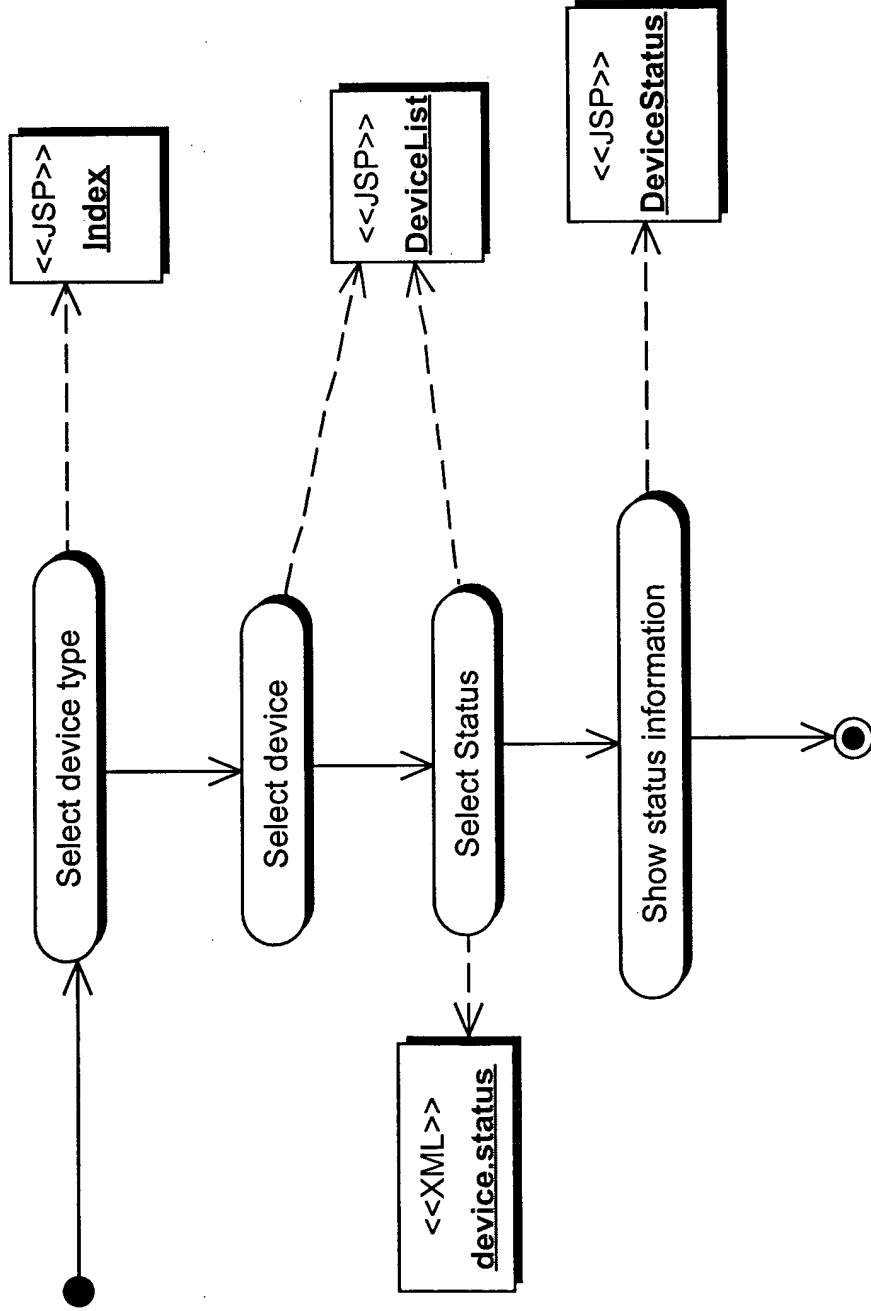 <<JSP>>
Index
Select device type
<<JSP>>
DeviceList
Select device
<<XML>>
device.status
Select Status
<<JSP>>
DeviceStatus
Show status information